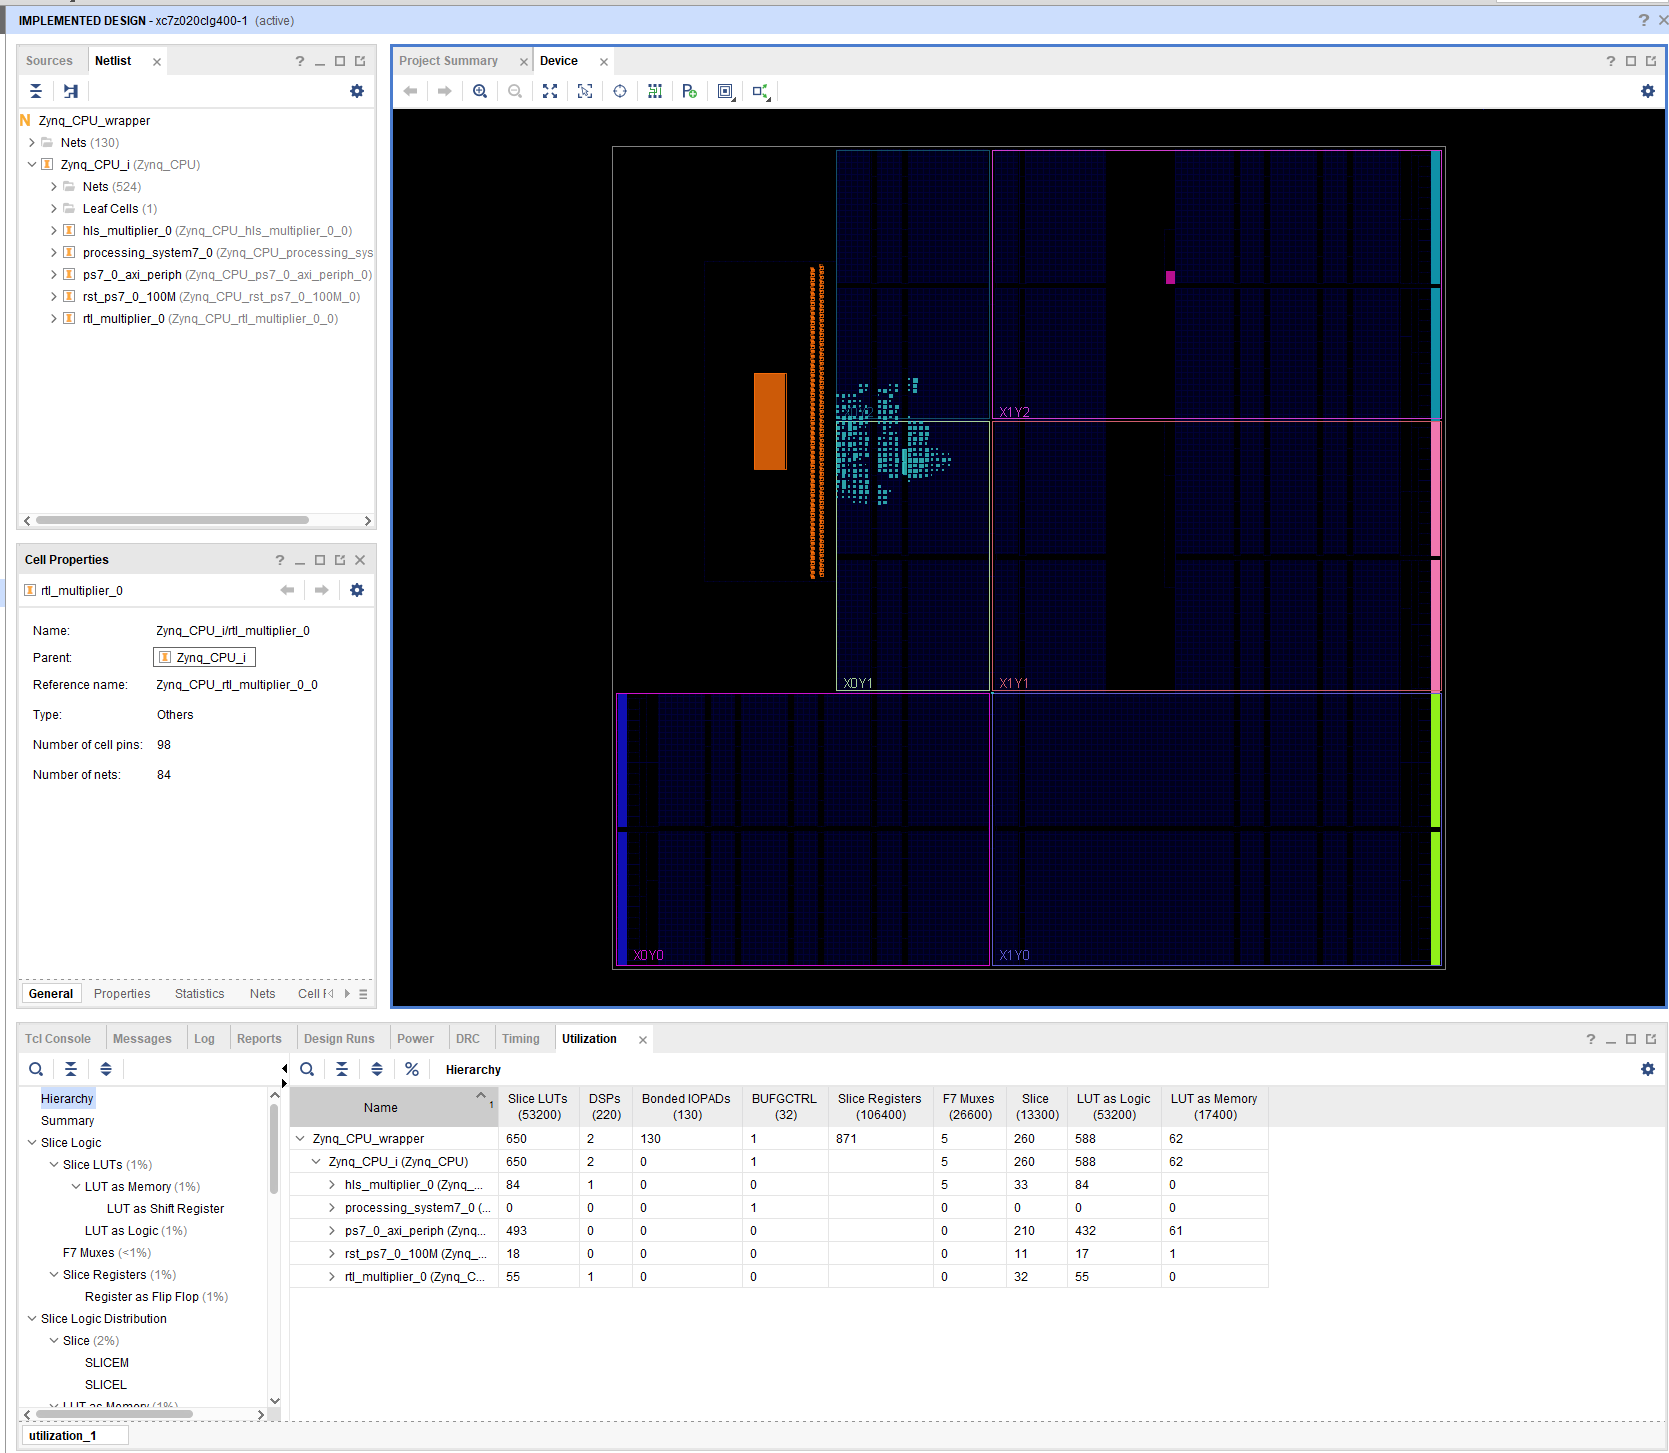 IMPLEMENTED DESIGN - xc7z020clg400-1 (active)
Sources Netlist
Zynq_CPU_wrapper
Nets (130)
Zynq_CPU_i (Zynq_CPU)
Nets (524)
Leaf Cells (1)
hls_multiplier_0 (Zynq_CPU_hls_multiplier_0_0)
processing_system7_0 (Zynq_CPU_processing_sys
ps7_0_axi_periph (Zynq_CPU_ps7_0_axi_periph_0)
rst_ps7_0_100M (Zynq_CPU_rst_ps7_0_100M_0)
rtl_multiplier_0 (Zynq_CPU_rtl_multiplier_0_0)
Cell Properties
rtl_multiplier_0
Name: Zynq_CPU_i/rtl_multiplier_0
Parent: Zynq_CPU_i
Reference name: Zynq_CPU_rtl_multiplier_0_0
Type: Others
Number of cell pins: 98
Number of nets: 84
General Properties Statistics Nets Cell
Project Summary Device
X1Y2
X0Y1 X1Y1
X0Y0 X1Y0
Tcl Console Messages Log Reports Design Runs Power DRC Timing Utilization
Hierarchy
Summary
Slice Logic
Slice LUTs (1%)
LUT as Memory (1%)
LUT as Shift Register
LUT as Logic (1%)
F7 Muxes (<1%)
Slice Registers (1%)
Register as Flip Flop (1%)
Slice Logic Distribution
Slice (2%)
SLICEM
SLICEL
LUT as Memory (1%)
utilization_1
Hierarchy
Name 1 Slice LUTs (53200) DSPs (220) Bonded IOPADs (130) BUFGCTRL (32) Slice Registers (106400) F7 Muxes (26600) Slice (13300) LUT as Logic (53200) LUT as Memory (17400)
Zynq_CPU_wrapper 650 2 130 1 871 5 260 588 62
Zynq_CPU_i (Zynq_CPU) 650 2 0 1 5 260 588 62
hls_multiplier_0 (Zynq_... 84 1 0 0 5 33 84 0
processing_system7_0 (... 0 0 0 1 0 0 0 0
ps7_0_axi_periph (Zynq... 493 0 0 0 0 210 432 61
rst_ps7_0_100M (Zynq_... 18 0 0 0 0 11 17 1
rtl_multiplier_0 (Zynq_C... 55 1 0 0 0 32 55 0